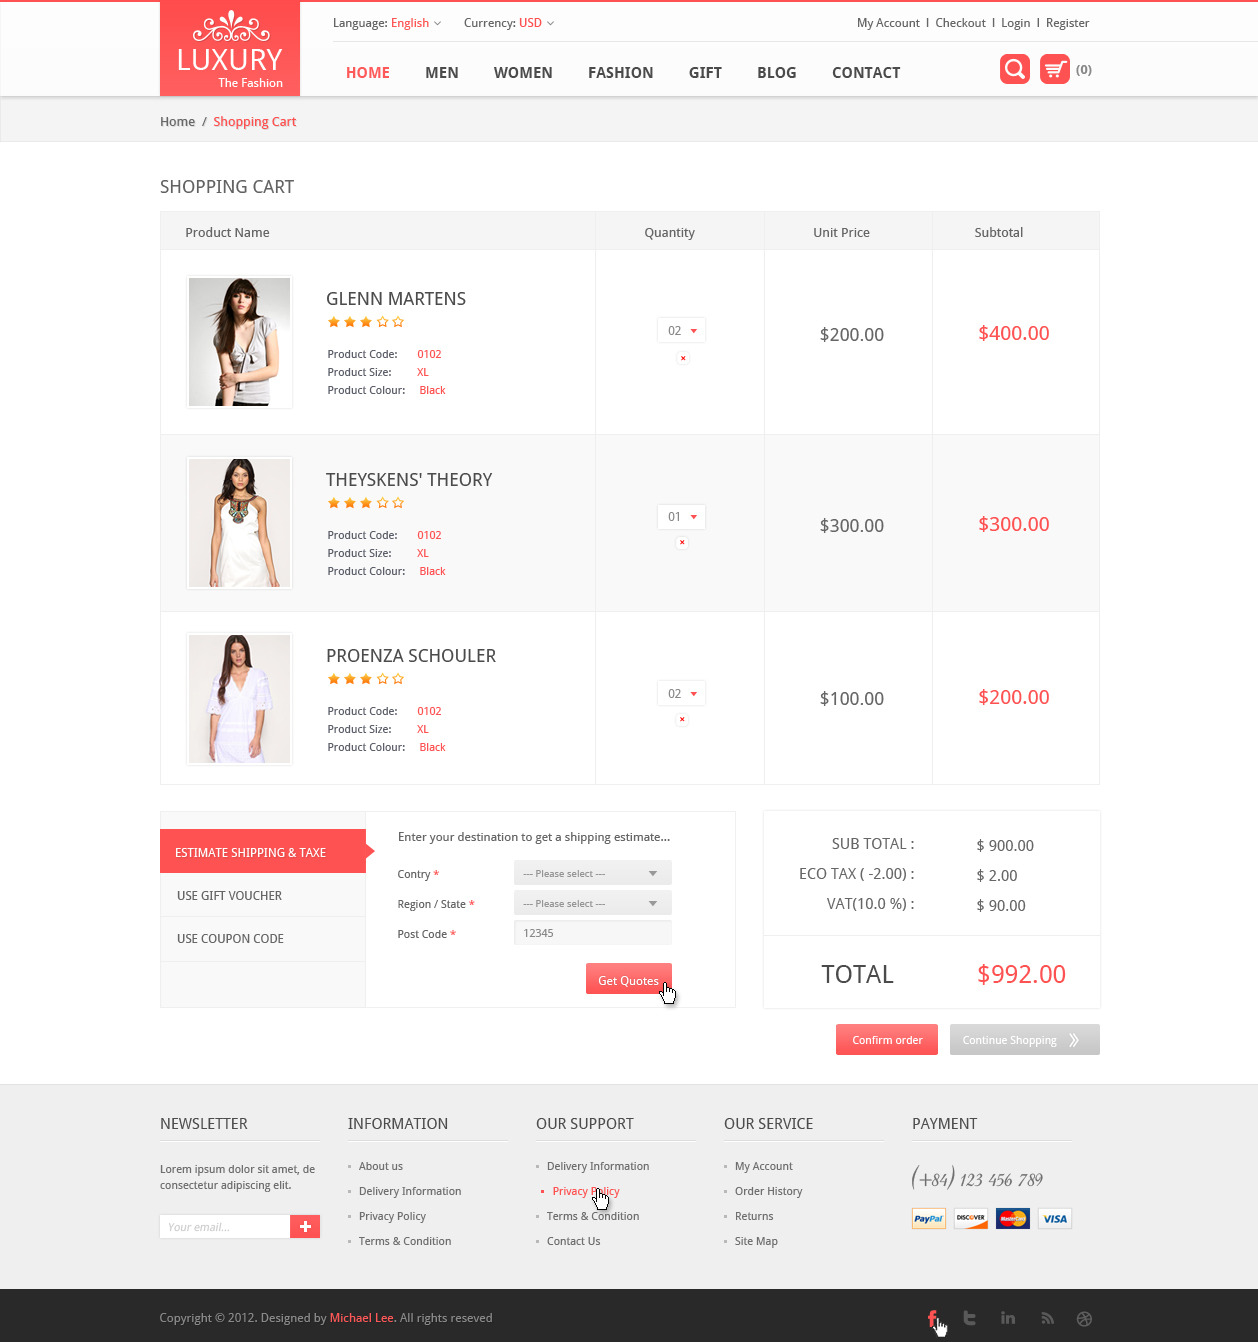 Language: English Currency: USD
My Account I Checkout I Login I Register
LUXURY
The Fashion
HOME MEN WOMEN FASHION GIFT BLOG CONTACT
(0)
Home / Shopping Cart
SHOPPING CART
Product Name Quantity Unit Price Subtotal
GLENN MARTENS
Product Code: 0102
Product Size: XL
Product Colour: Black
02
$200.00
$400.00
THEYSKENS' THEORY
Product Code: 0102
Product Size: XL
Product Colour: Black
01
$300.00
$300.00
PROENZA SCHOULER
Product Code: 0102
Product Size: XL
Product Colour: Black
02
$100.00
$200.00
ESTIMATE SHIPPING & TAXE
USE GIFT VOUCHER
USE COUPON CODE
Enter your destination to get a shipping estimate...
Contry * --- Please select ---
Region / State * --- Please select ---
Post Code * 12345
Get Quotes
SUB TOTAL : $ 900.00
ECO TAX ( -2.00) : $ 2.00
VAT(10.0 %) : $ 90.00
TOTAL $992.00
Confirm order
Continue Shopping
NEWSLETTER
Lorem ipsum dolor sit amet, de
consectetur adipiscing elit.
Your email...
INFORMATION
About us
Delivery Information
Privacy Policy
Terms & Condition
OUR SUPPORT
Delivery Information
Privacy Policy
Terms & Condition
Contact Us
OUR SERVICE
My Account
Order History
Returns
Site Map
PAYMENT
(+84) 123 456 789
PayPal DISCOVER MasterCard VISA
Copyright © 2012. Designed by Michael Lee. All rights reseved